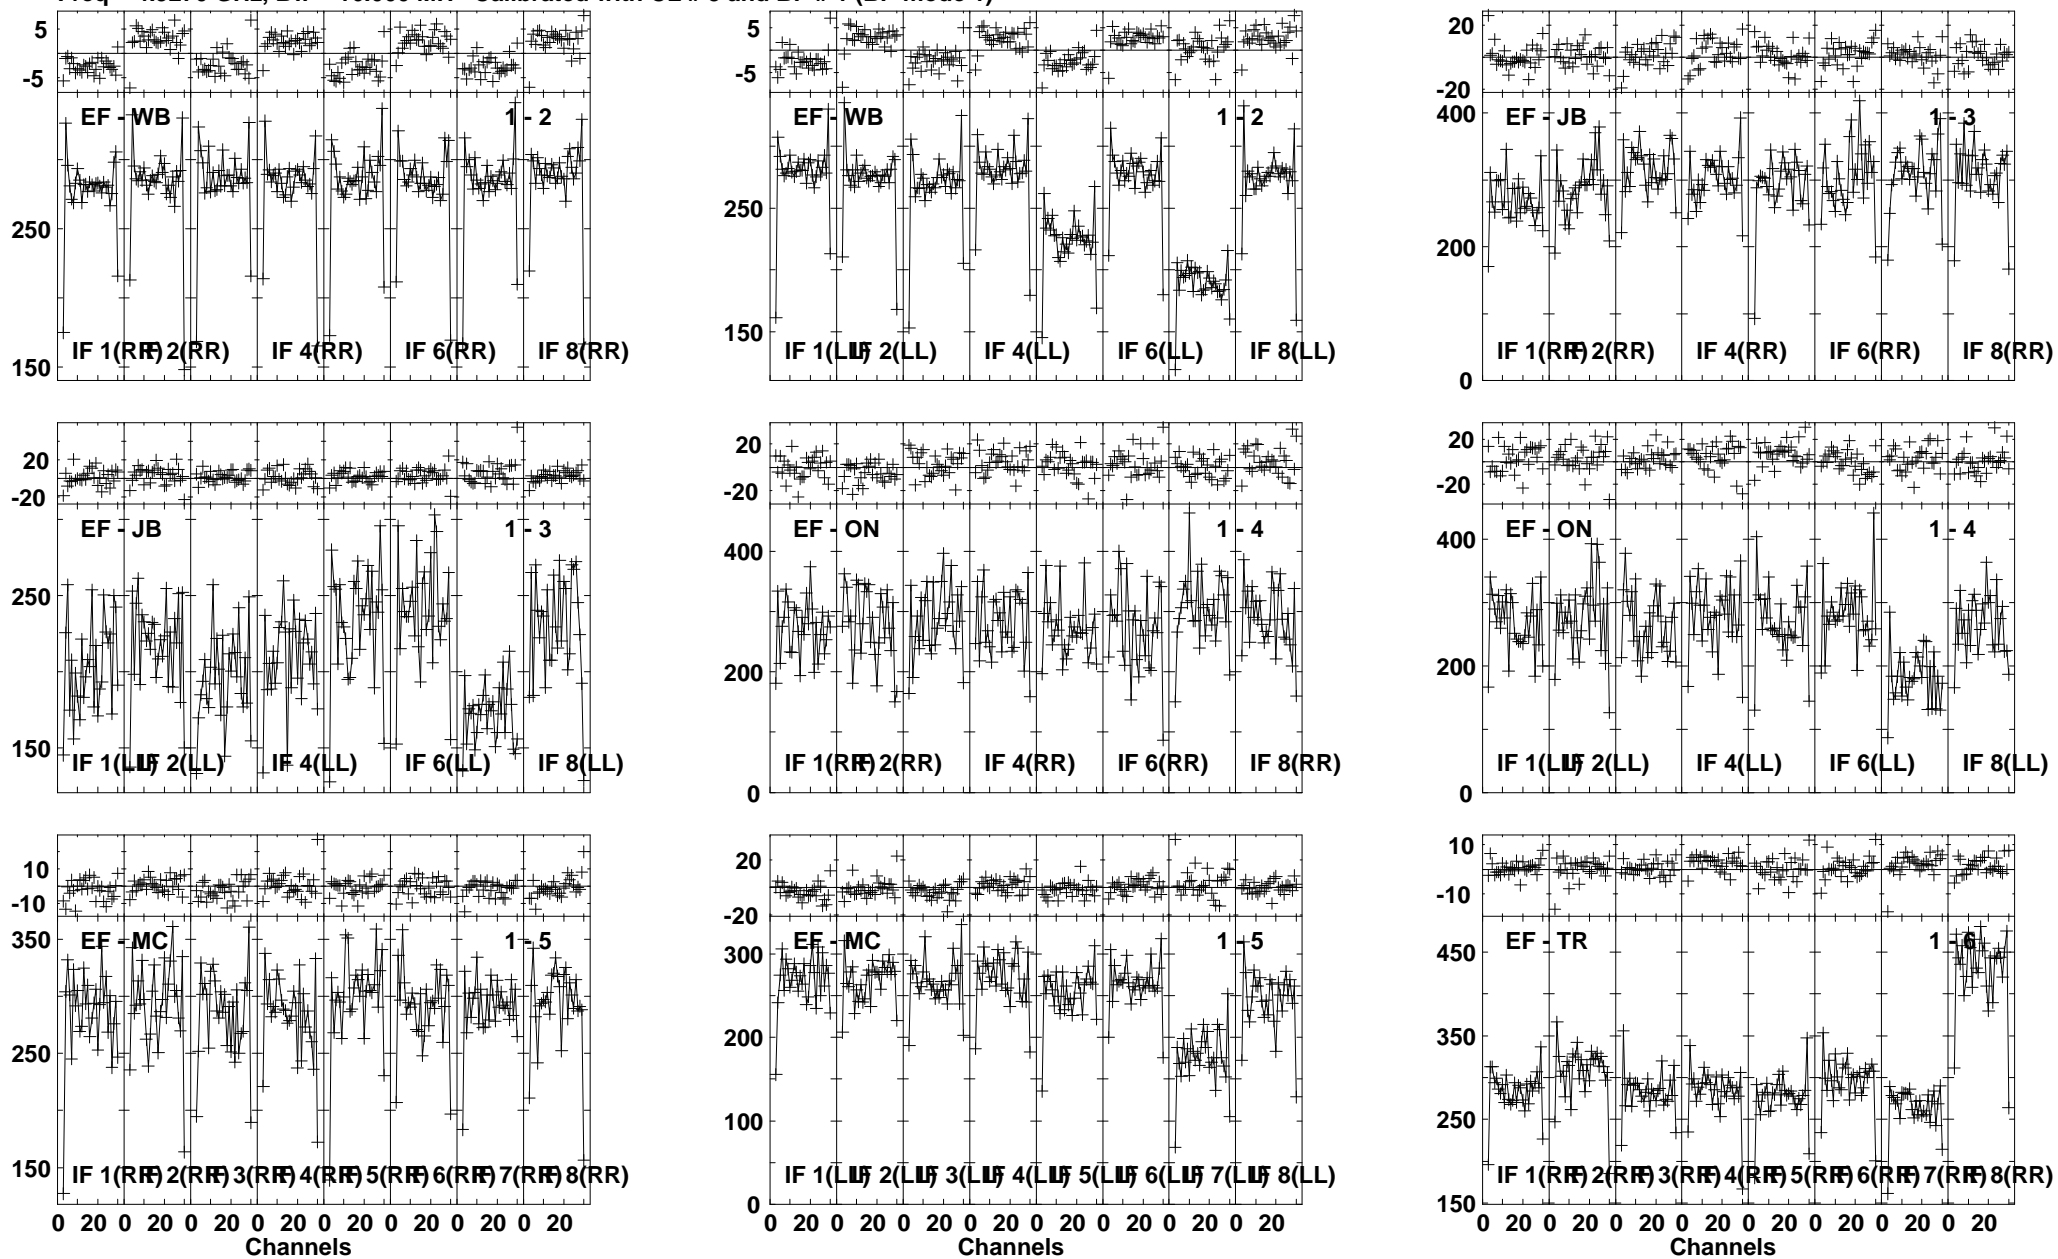 5 5 20
-5 -5 -20
EF - WB 1 - 2 EF - WB 1 - 2 400 EF - JB 1 - 3
250 250 200
150 IF 1(RR) IF 2(RR) IF 4(RR) IF 6(RR) IF 8(RR) 150 IF 1(LL) IF 2(LL) IF 4(LL) IF 6(LL) IF 8(LL) 0 IF 1(RR) IF 2(RR) IF 4(RR) IF 6(RR) IF 8(RR)
20 20 20
-20 -20 -20
EF - JB 1 - 3 EF - ON 1 - 4 EF - ON 1 - 4
250 400 400
150 200 200
IF 1(LL) IF 2(LL) IF 4(LL) IF 6(LL) IF 8(LL) IF 1(RR) IF 2(RR) IF 4(RR) IF 6(RR) IF 8(RR) IF 1(LL) IF 2(LL) IF 4(LL) IF 6(LL) IF 8(LL)
0 0
10 20 10
-10 -20 -10
350 EF - MC 1 - 5 300 EF - MC 1 - 5 450 EF - TR 1 - 6
250 200 350
150 100 250
IF 1(RR) IF 2(RR) IF 3(RR) IF 4(RR) IF 5(RR) IF 6(RR) IF 7(RR) IF 8(RR) IF 1(LL) IF 2(LL) IF 3(LL) IF 4(LL) IF 5(LL) IF 6(LL) IF 7(LL) IF 8(LL) IF 1(RR) IF 2(RR) IF 3(RR) IF 4(RR) IF 5(RR) IF 6(RR) IF 7(RR) IF 8(RR)
0 150
0 20 0 20 0 20 0 20 0 20 0 20 0 20 0 20 0 20 0 20 0 20 0 20 0 20 0 20 0 20 0 20 0 20 0 20 0 20 0 20 0 20 0 20 0 20 0 20
Channels Channels Channels